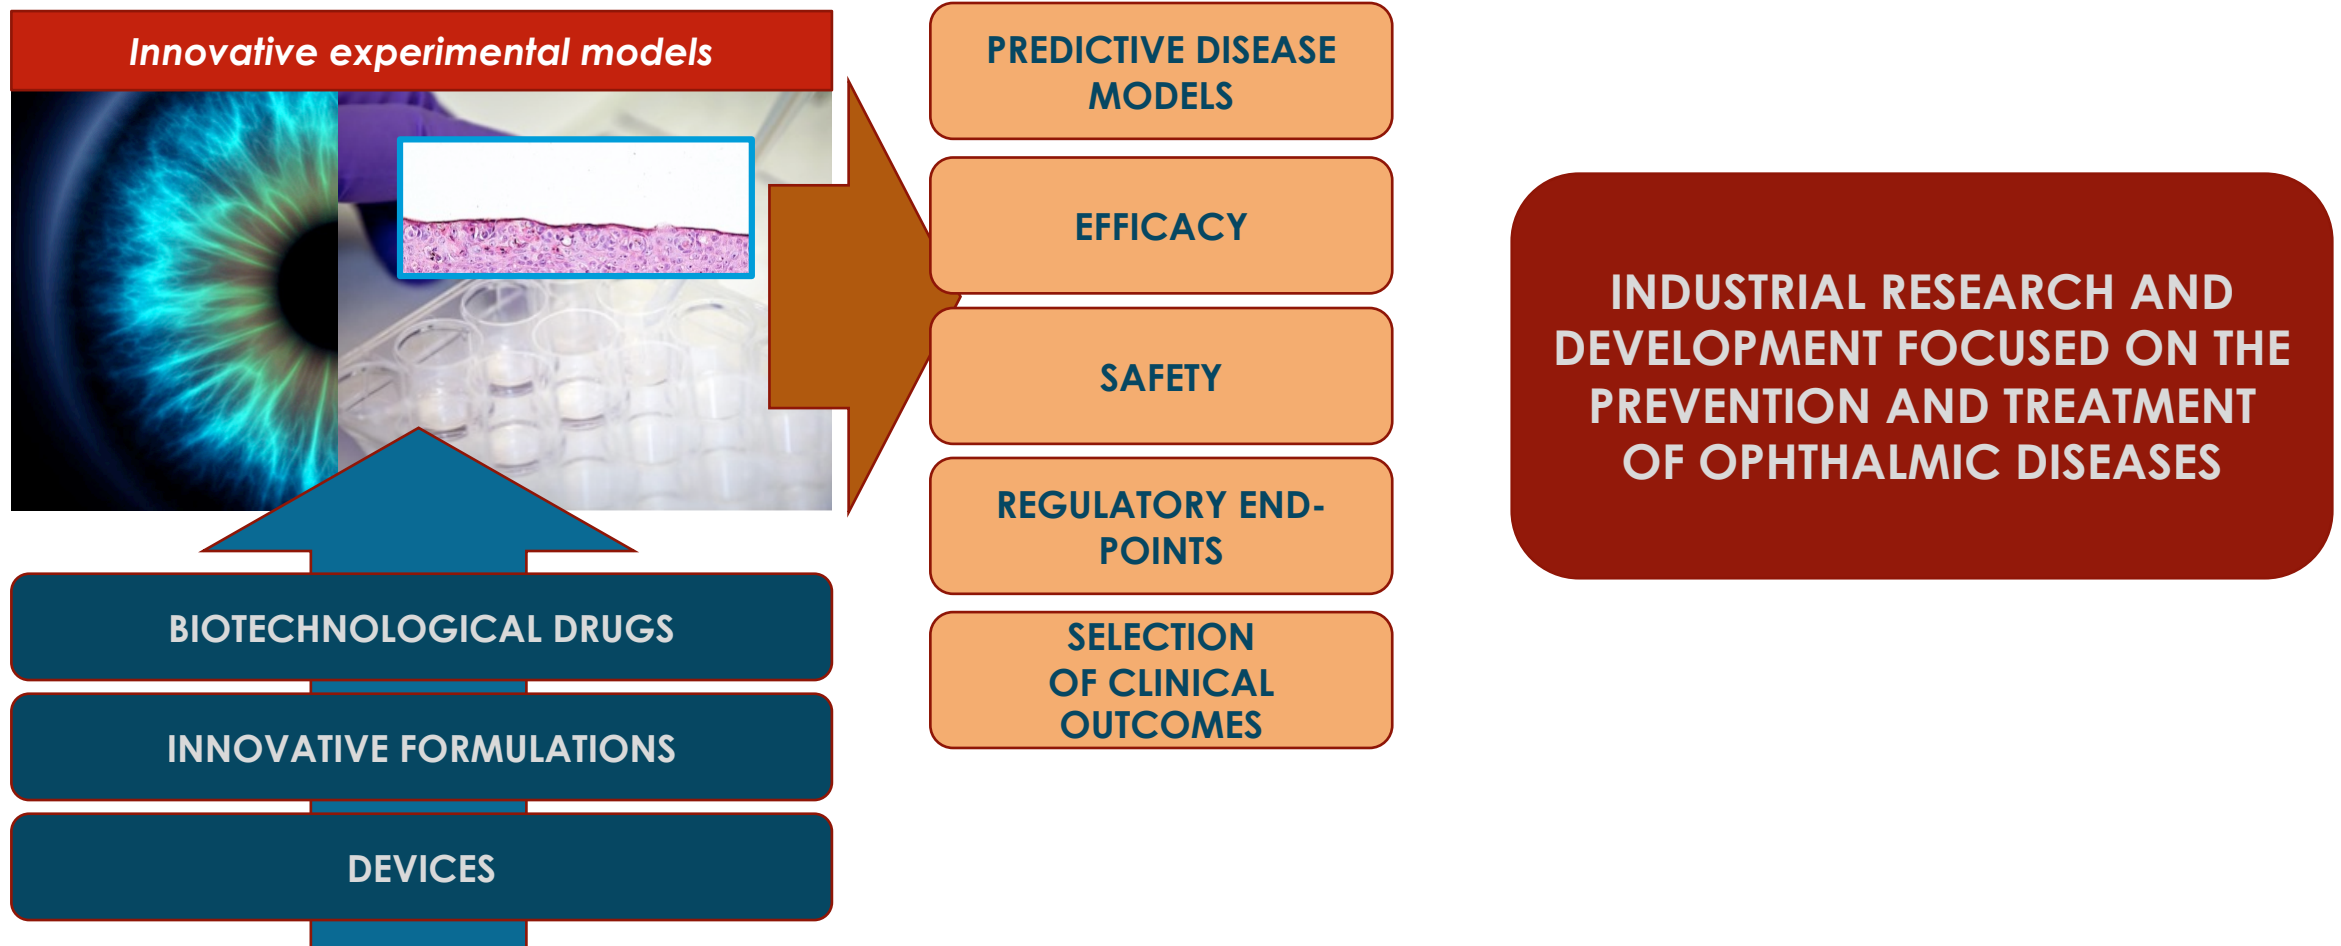 Innovative experimental models
BIOTECHNOLOGICAL DRUGS
INNOVATIVE FORMULATIONS
DEVICES
PREDICTIVE DISEASE
MODELS
EFFICACY
SAFETY
REGULATORY END-
POINTS
SELECTION
OF CLINICAL
OUTCOMES
INDUSTRIAL RESEARCH AND
DEVELOPMENT FOCUSED ON THE
PREVENTION AND TREATMENT
OF OPHTHALMIC DISEASES